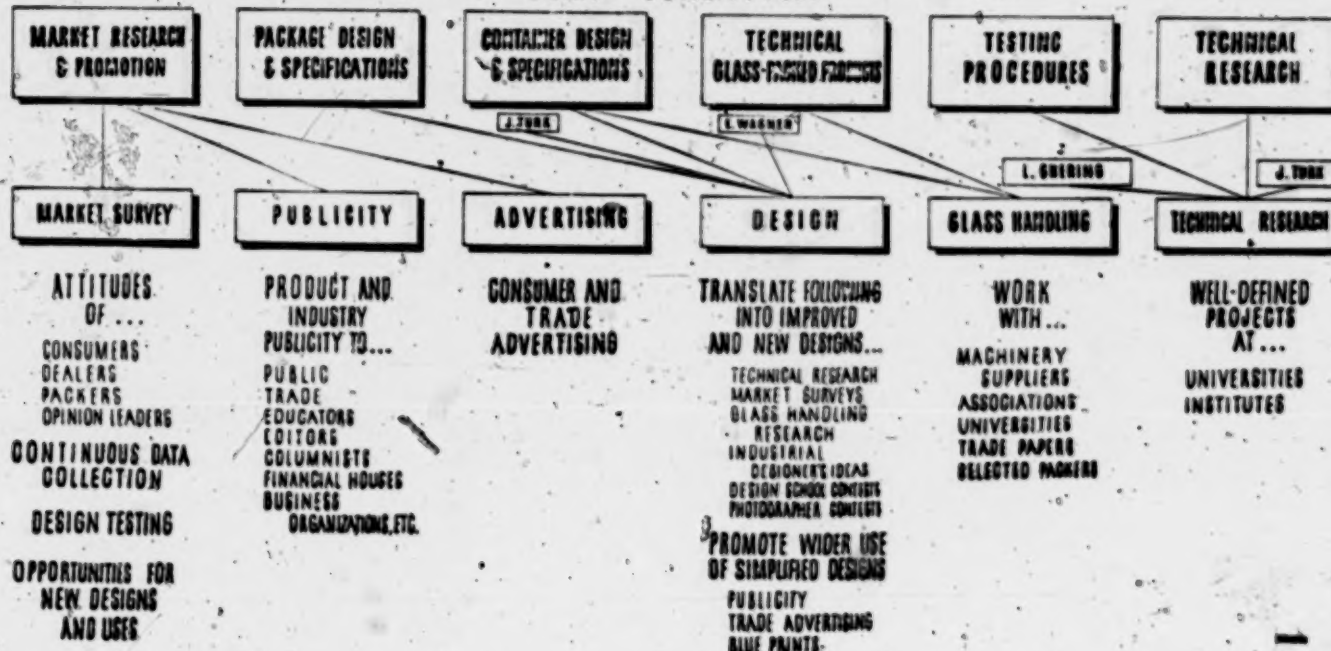 MARKET RESEARCH
& PROMOTION
PACKAGE DESIGN
& SPECIFICATIONS
CONTAINER DESIGN
& SPECIFICATIONS
TECHNICAL
GLASS-PACKED PRODUCTS
TESTING
PROCEDURES
TECHNICAL
RESEARCH
J. TURK
E. WAGNER
L. GHERING
J. TURK
MARKET SURVEY
PUBLICITY
ADVERTISING
DESIGN
GLASS HANDLING
TECHNICAL RESEARCH
ATTITUDES
OF ...
CONSUMERS
DEALERS
PACKERS
OPINION LEADERS
CONTINUOUS DATA
COLLECTION
DESIGN TESTING
OPPORTUNITIES FOR
NEW DESIGNS
AND USES
PRODUCT AND
INDUSTRY
PUBLICITY TO...
PUBLIC
TRADE
EDUCATORS
EDITORS
COLUMNISTS
FINANCIAL HOUSES
BUSINESS
ORGANIZATIONS, ETC.
CONSUMER AND
TRADE
ADVERTISING
TRANSLATE FOLLOWING
INTO IMPROVED
AND NEW DESIGNS...
TECHNICAL RESEARCH
MARKET SURVEYS
GLASS HANDLING
RESEARCH
INDUSTRIAL
DESIGNER'S IDEAS
DESIGN SCHOOL CONTESTS
PHOTOGRAPHER CONTESTS
PROMOTE WIDER USE
OF SIMPLIFIED DESIGNS
PUBLICITY
TRADE ADVERTISING
BLUE PRINTS
WORK
WITH...
MACHINERY
SUPPLIERS
ASSOCIATIONS
UNIVERSITIES
TRADE PAPERS
SELECTED PACKERS
WELL-DEFINED
PROJECTS
AT ...
UNIVERSITIES
INSTITUTES